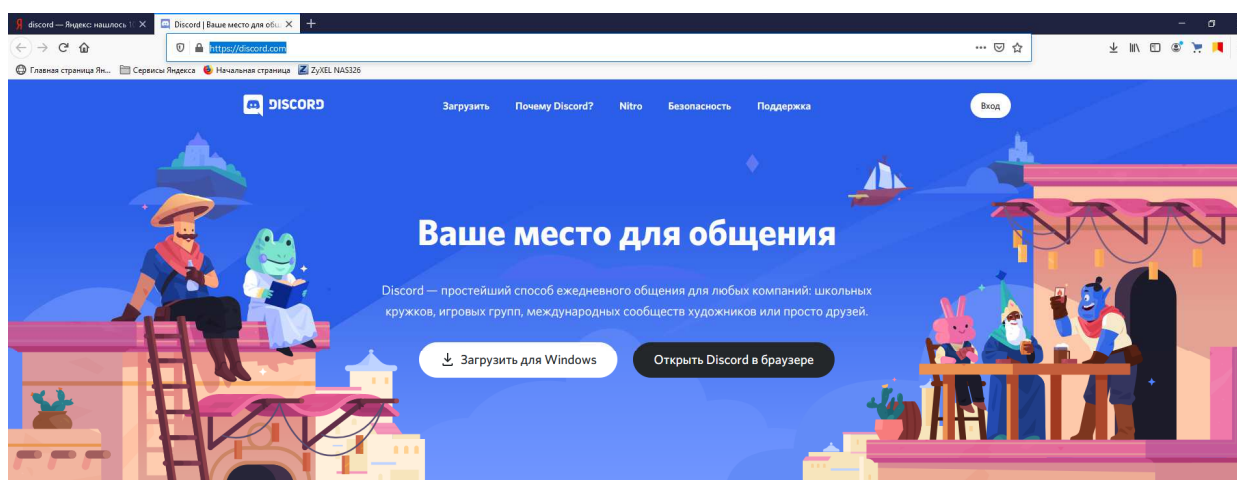 discord — Яндекс: нашлось 1
Discord | Ваше место для общ
https://discord.com
Главная страница Ян...
Сервисы Яндекса
Начальная страница
ZyXEL NAS326
DISCORD
Загрузить
Почему Discord?
Nitro
Безопасность
Поддержка
Вход
Ваше место для общения
Discord — простейший способ ежедневного общения для любых компаний: школьных
кружков, игровых групп, международных сообществ художников или просто друзей.
Загрузить для Windows
Открыть Discord в браузере